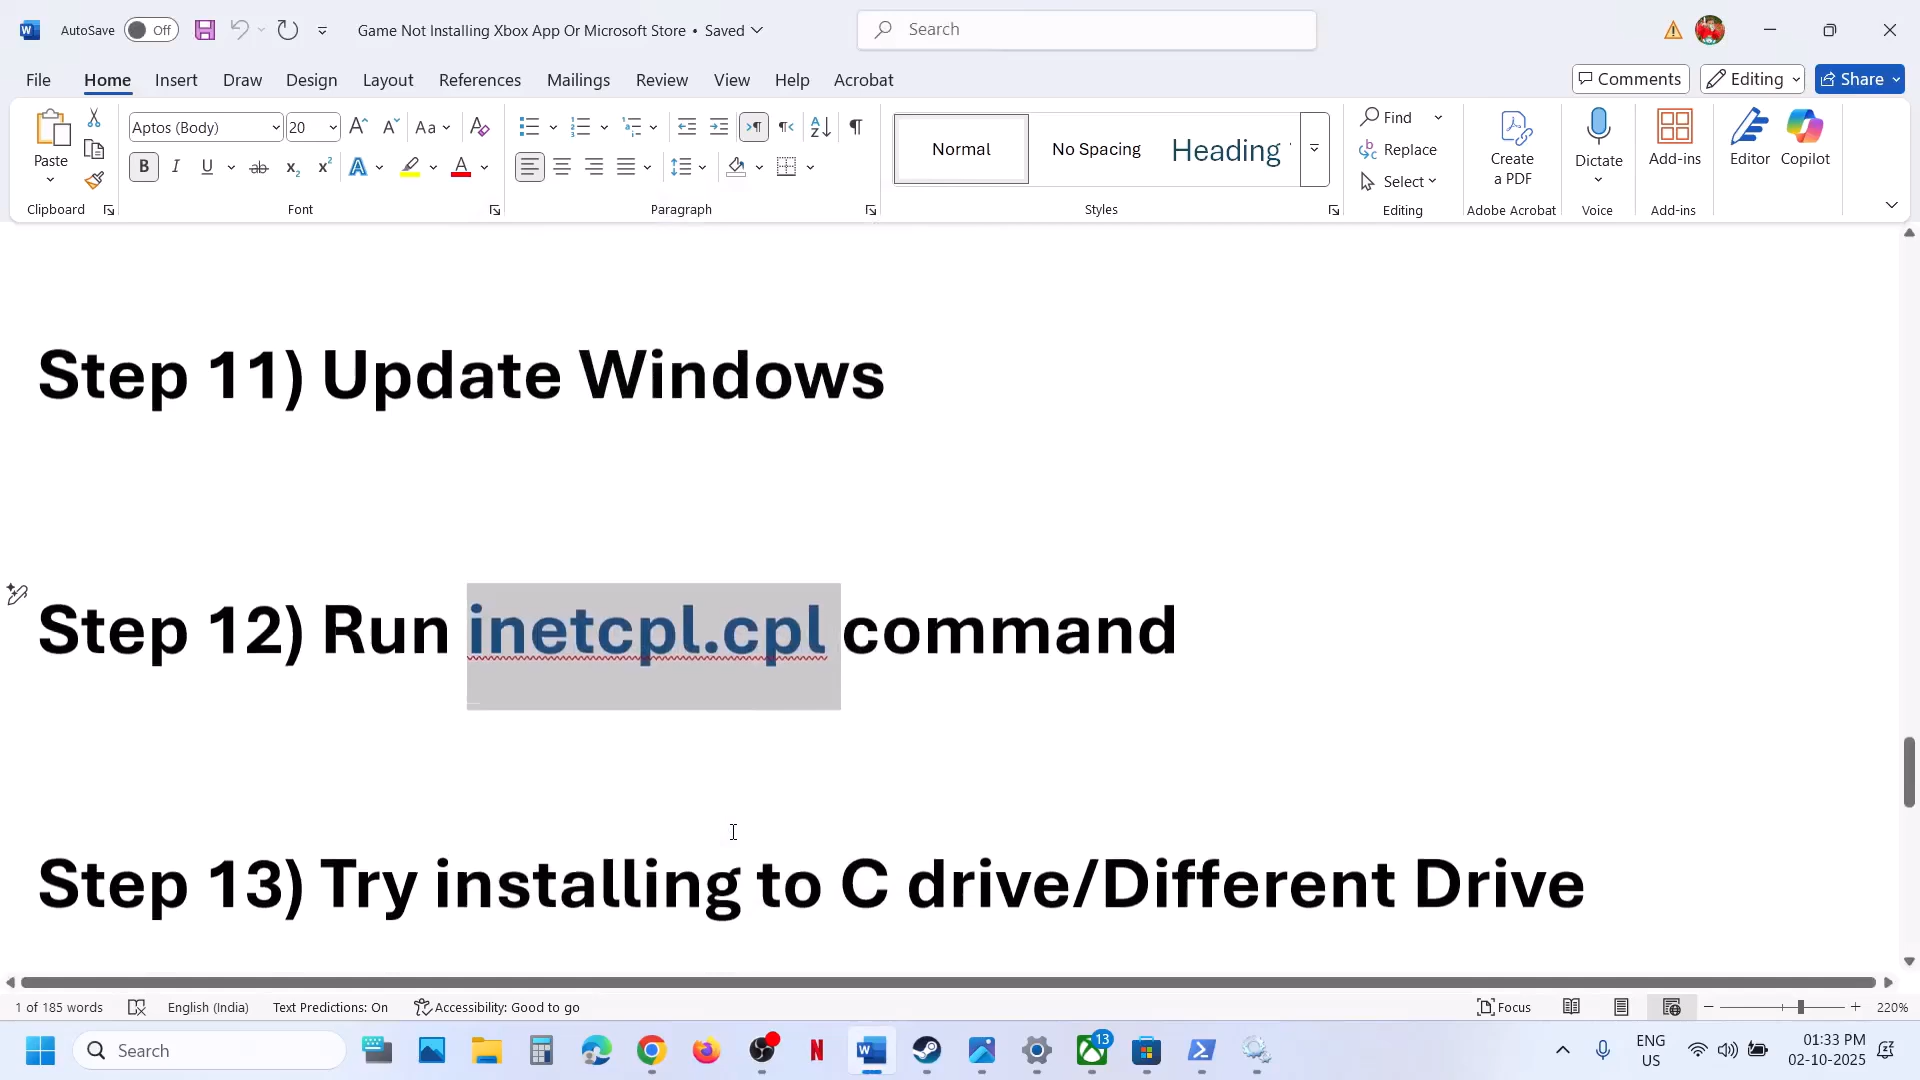 AutoSave Off Game Not Installing Xbox App Or Microsoft Store • Saved Search
File Home Insert Draw Design Layout References Mailings Review View Help Acrobat Comments Editing Share
Paste Aptos (Body) 20 Normal No Spacing Heading Find Replace Select Create a PDF Dictate Add-ins Editor Copilot
Clipboard Font Paragraph Styles Editing Adobe Acrobat Voice Add-ins
Step 11) Update Windows
Step 12) Run inetcpl.cpl command
Step 13) Try installing to C drive/Different Drive
1 of 185 words English (India) Text Predictions: On Accessibility: Good to go Focus 220%
Search 13 ENG US 01:33 PM 02-10-2025